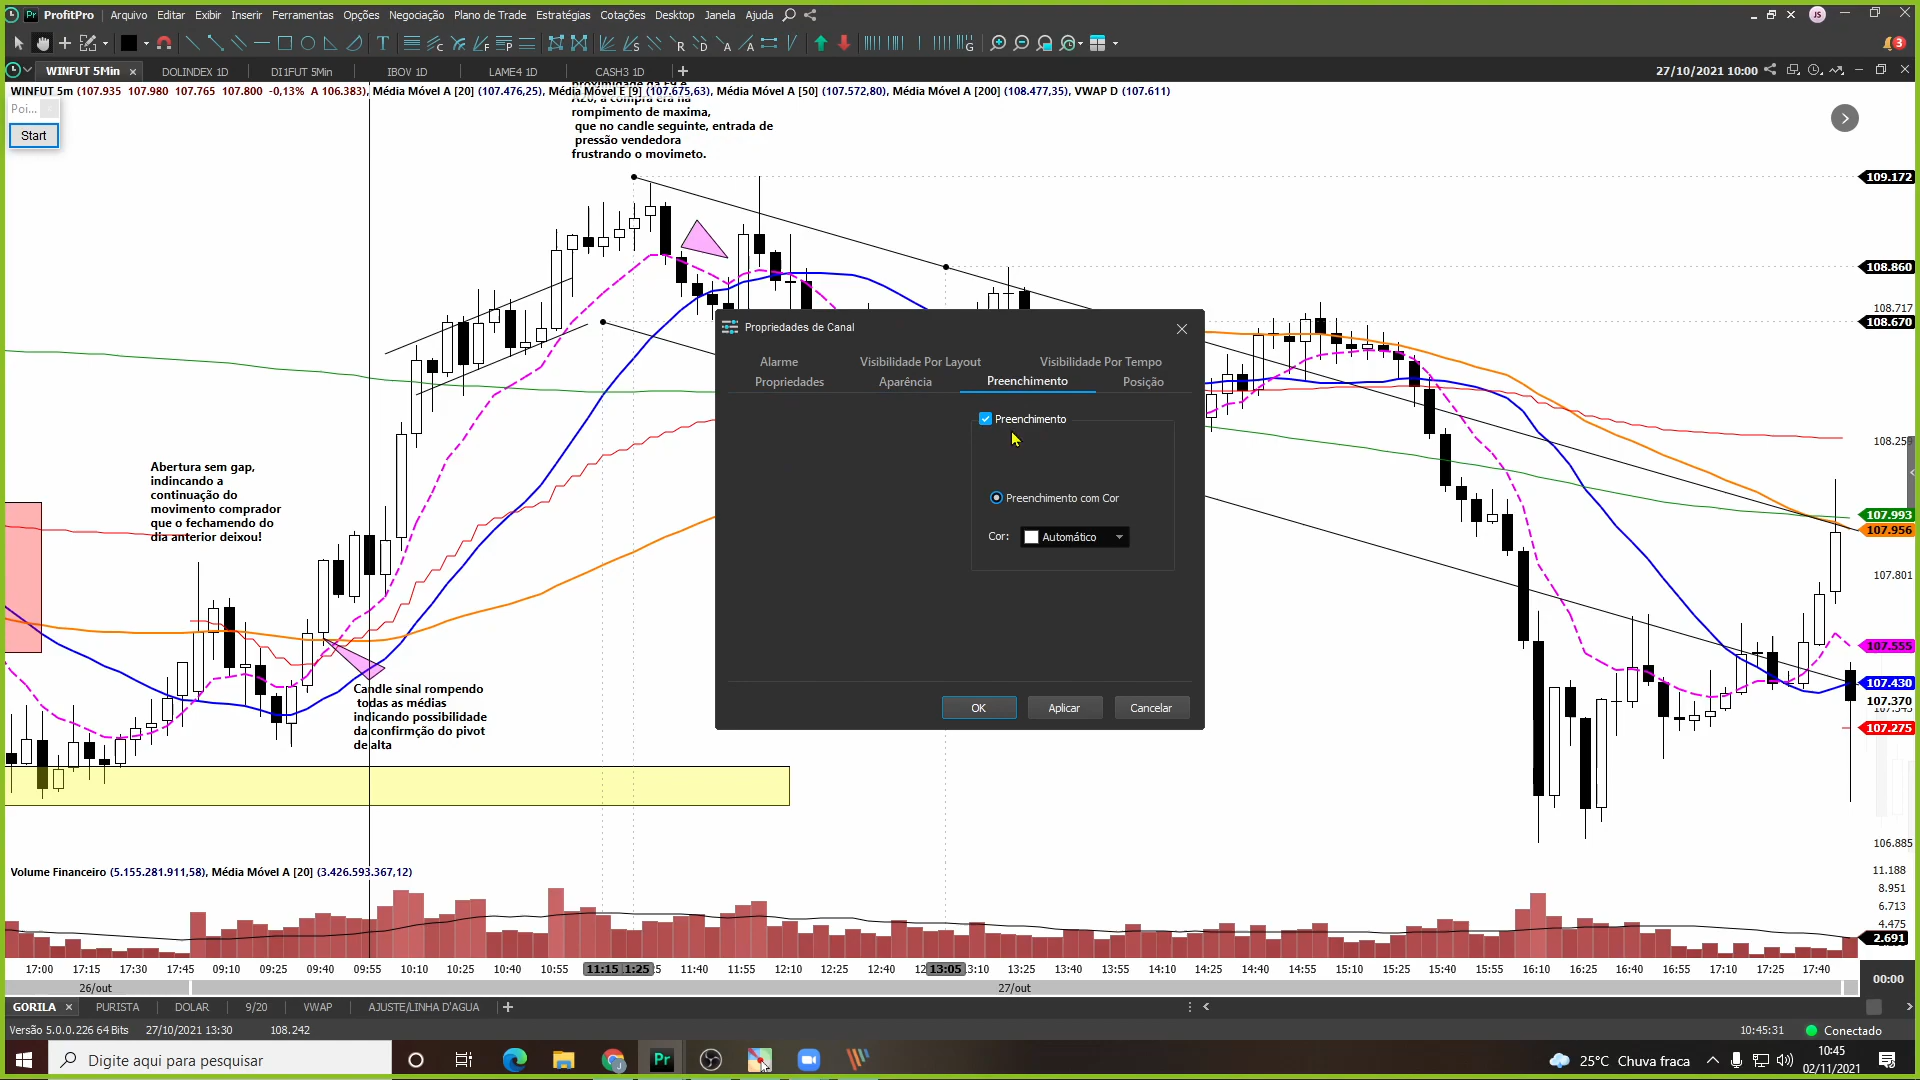 Pr ProfitPro Arquivo Editar Exibir Inserir Ferramentas Opções Negociação Plano de Trade Estratégias Cotações Desktop Janela Ajuda JS
3
WINFUT 5Min DOLINDEX 1D DI1FUT 5Min IBOV 1D LAME4 1D CASH3 1D 27/10/2021 10:00
WINFUT 5m (107.935 107.980 107.765 107.800 -0,13% A 106.383), Média Móvel A [20] (107.476,25), Média Móvel E [9] (107.675,63), Média Móvel A [50] (107.572,80), Média Móvel A [200] (108.477,35), VWAP D (107.611)
Poi...
Start
rompimento de maxima,
que no candle seguinte, entrada de
pressão vendedora
frustrando o movimeto.
109.172
108.860
108.717
108.670
Propriedades de Canal
Alarme Visibilidade Por Layout Visibilidade Por Tempo
Propriedades Aparência Preenchimento Posição
Preenchimento
Preenchimento com Cor
Cor: Automático
OK Aplicar Cancelar
Abertura sem gap,
indincando a
continuação do
movimento comprador
que o fechamendo do
dia anterior deixou!
Candle sinal rompendo
todas as médias
indicando possibilidade
da confirmção do pivot
de alta
107.993
107.956
107.801
107.555
107.430
107.370
107.275
106.885
Volume Financeiro (5.155.281.911,58), Média Móvel A [20] (3.426.593.367,12)
11.188
8.951
6.713
4.475
2.691
17:00 17:15 17:30 17:45 09:10 09:25 09:40 09:55 10:10 10:25 10:40 10:55 11:15 1:25 11:40 11:55 12:10 12:25 12:40 13:05 3:10 13:25 13:40 13:55 14:10 14:25 14:40 14:55 15:10 15:25 15:40 15:55 16:10 16:25 16:40 16:55 17:10 17:25 17:40
00:00
26/out 27/out
GORILA PURISTA DOLAR 9/20 VWAP AJUSTE/LINHA D'AGUA
Versão 5.0.0.226 64 Bits 27/10/2021 13:30 108.242 10:45:31 Conectado
Digite aqui para pesquisar Pr 25°C Chuva fraca 10:45
02/11/2021